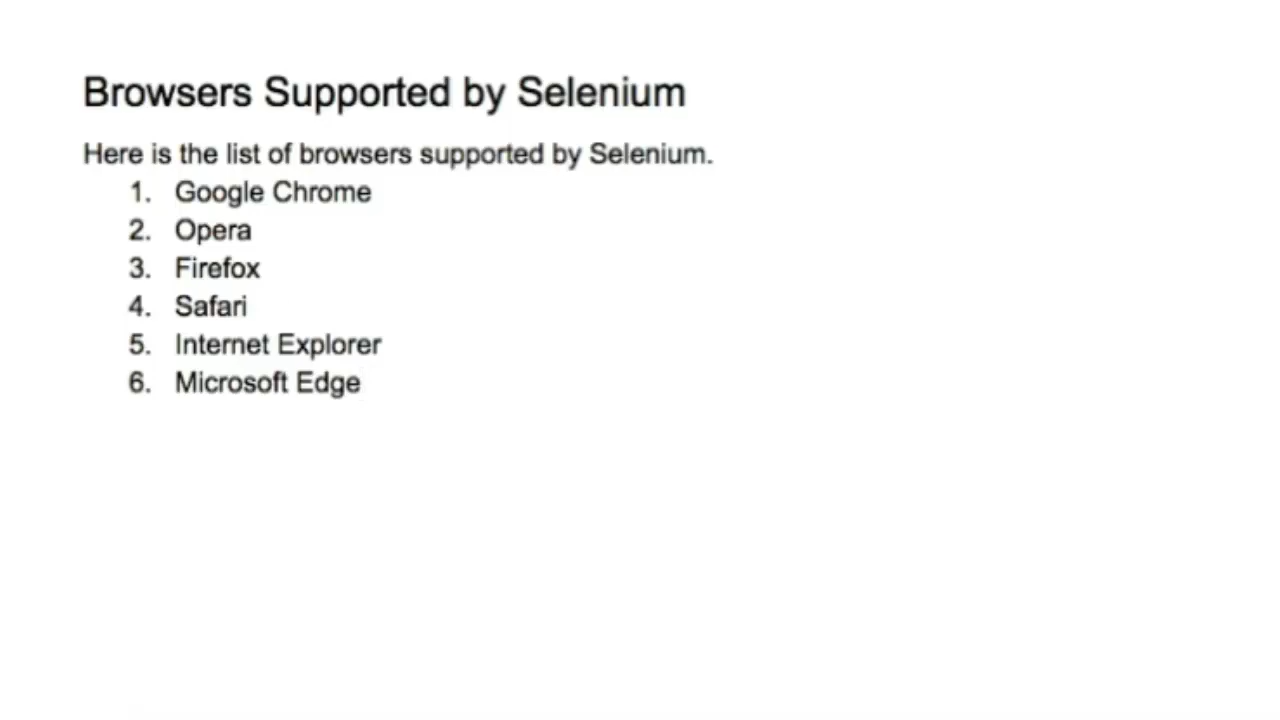 Browsers Supported by Selenium
Here is the list of browsers supported by Selenium.
1. Google Chrome
2. Opera
3. Firefox
4. Safari
5. Internet Explorer
6. Microsoft Edge